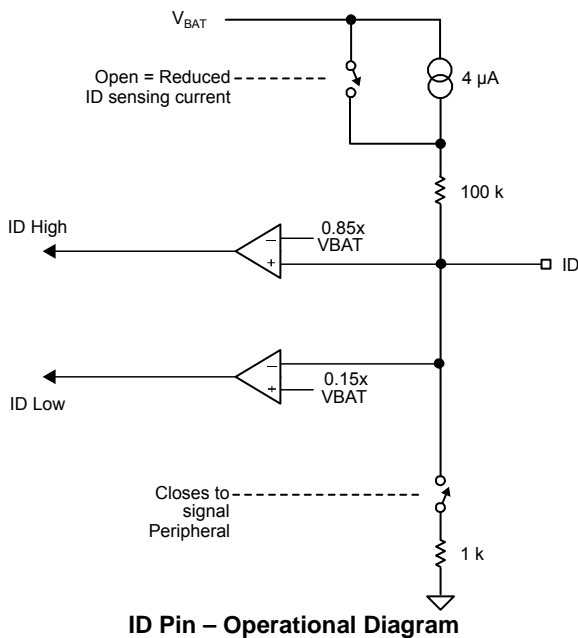 V_BAT
Open = Reduced
ID sensing current
4 µA
100 k
ID High
0.85x
VBAT
–
+
ID
ID Low
–
+
0.15x
VBAT
Closes to
signal
Peripheral
1 k
ID Pin – Operational Diagram